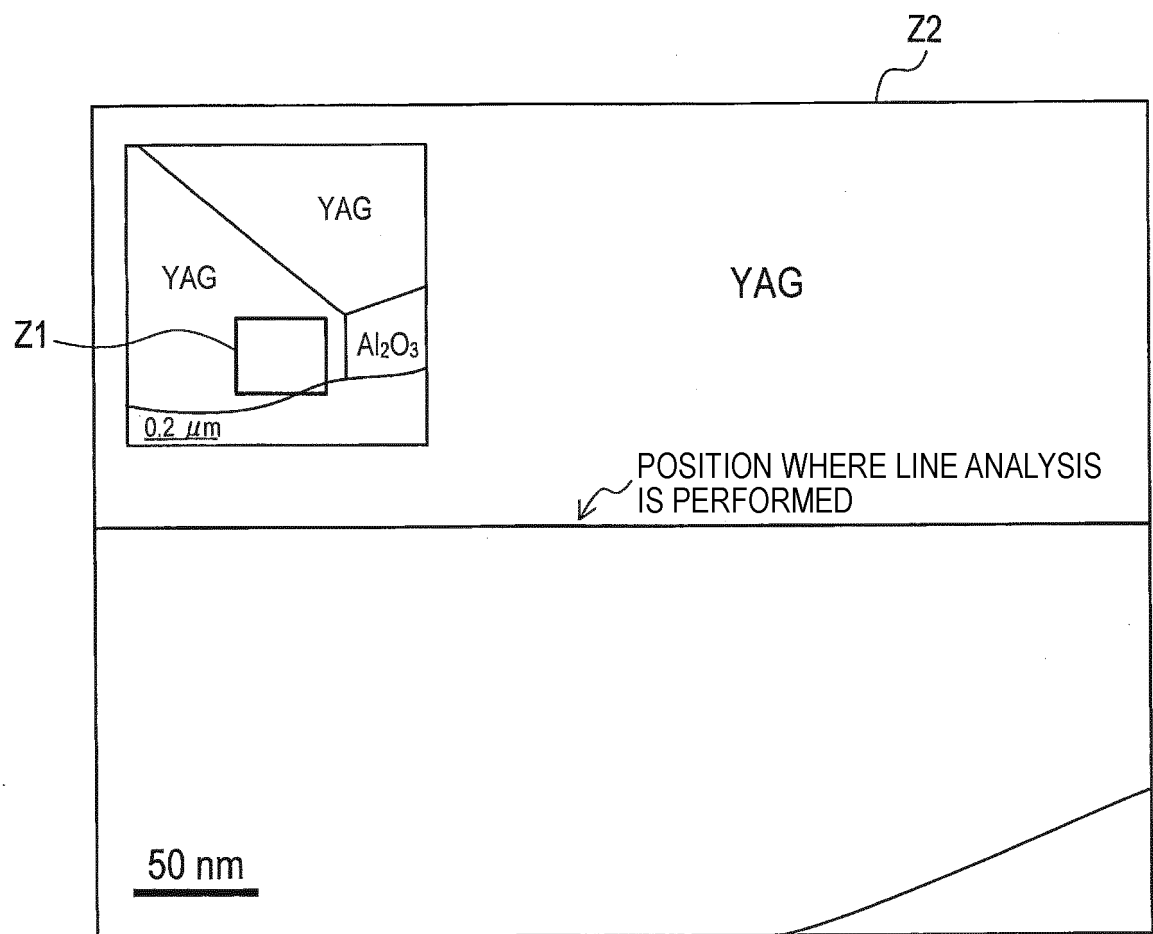 Z2
YAG
YAG
YAG
Z1
Al₂O₃
0.2 μm
POSITION WHERE LINE ANALYSIS
IS PERFORMED
50 nm